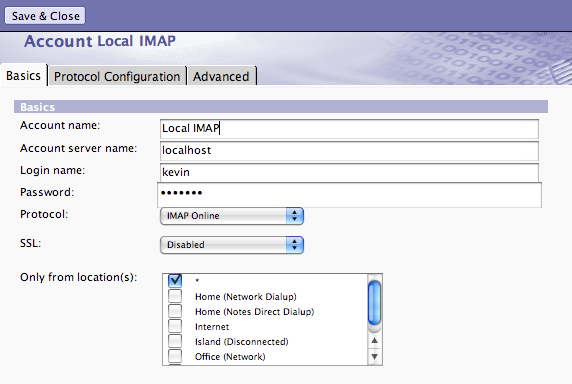 Save & Close
Account Local IMAP
Basics Protocol Configuration Advanced
Basics
Account name: Local IMAP
Account server name: localhost
Login name: kevin
Password: •••••••
Protocol: IMAP Online
SSL: Disabled
Only from location(s): *
Home (Network Dialup)
Home (Notes Direct Dialup)
Internet
Island (Disconnected)
Office (Network)